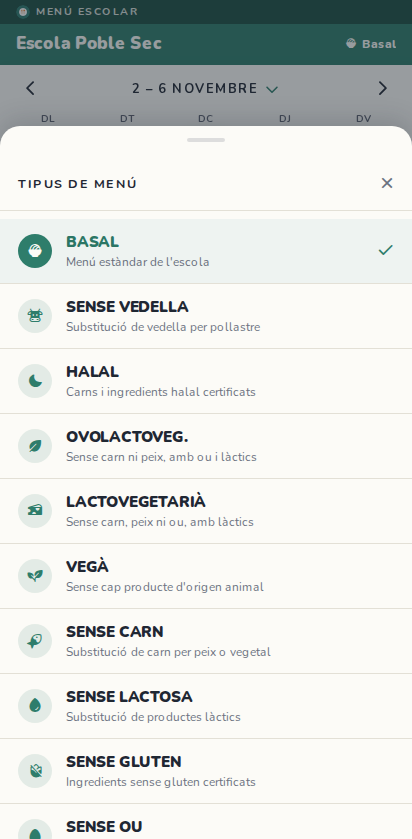 MENÚ ESCOLAR
Escola Poble Sec
Basal
2 – 6 NOVEMBRE
DL DT DC DJ DV
TIPUS DE MENÚ
BASAL
Menú estàndar de l'escola
SENSE VEDELLA
Substitució de vedella per pollastre
HALAL
Carns i ingredients halal certificats
OVOLACTOVEG.
Sense carn ni peix, amb ou i làctics
LACTOVEGETARIÀ
Sense carn, peix ni ou, amb làctics
VEGÀ
Sense cap producte d'origen animal
SENSE CARN
Substitució de carn per peix o vegetal
SENSE LACTOSA
Substitució de productes làctics
SENSE GLUTEN
Ingredients sense gluten certificats
SENSE OU